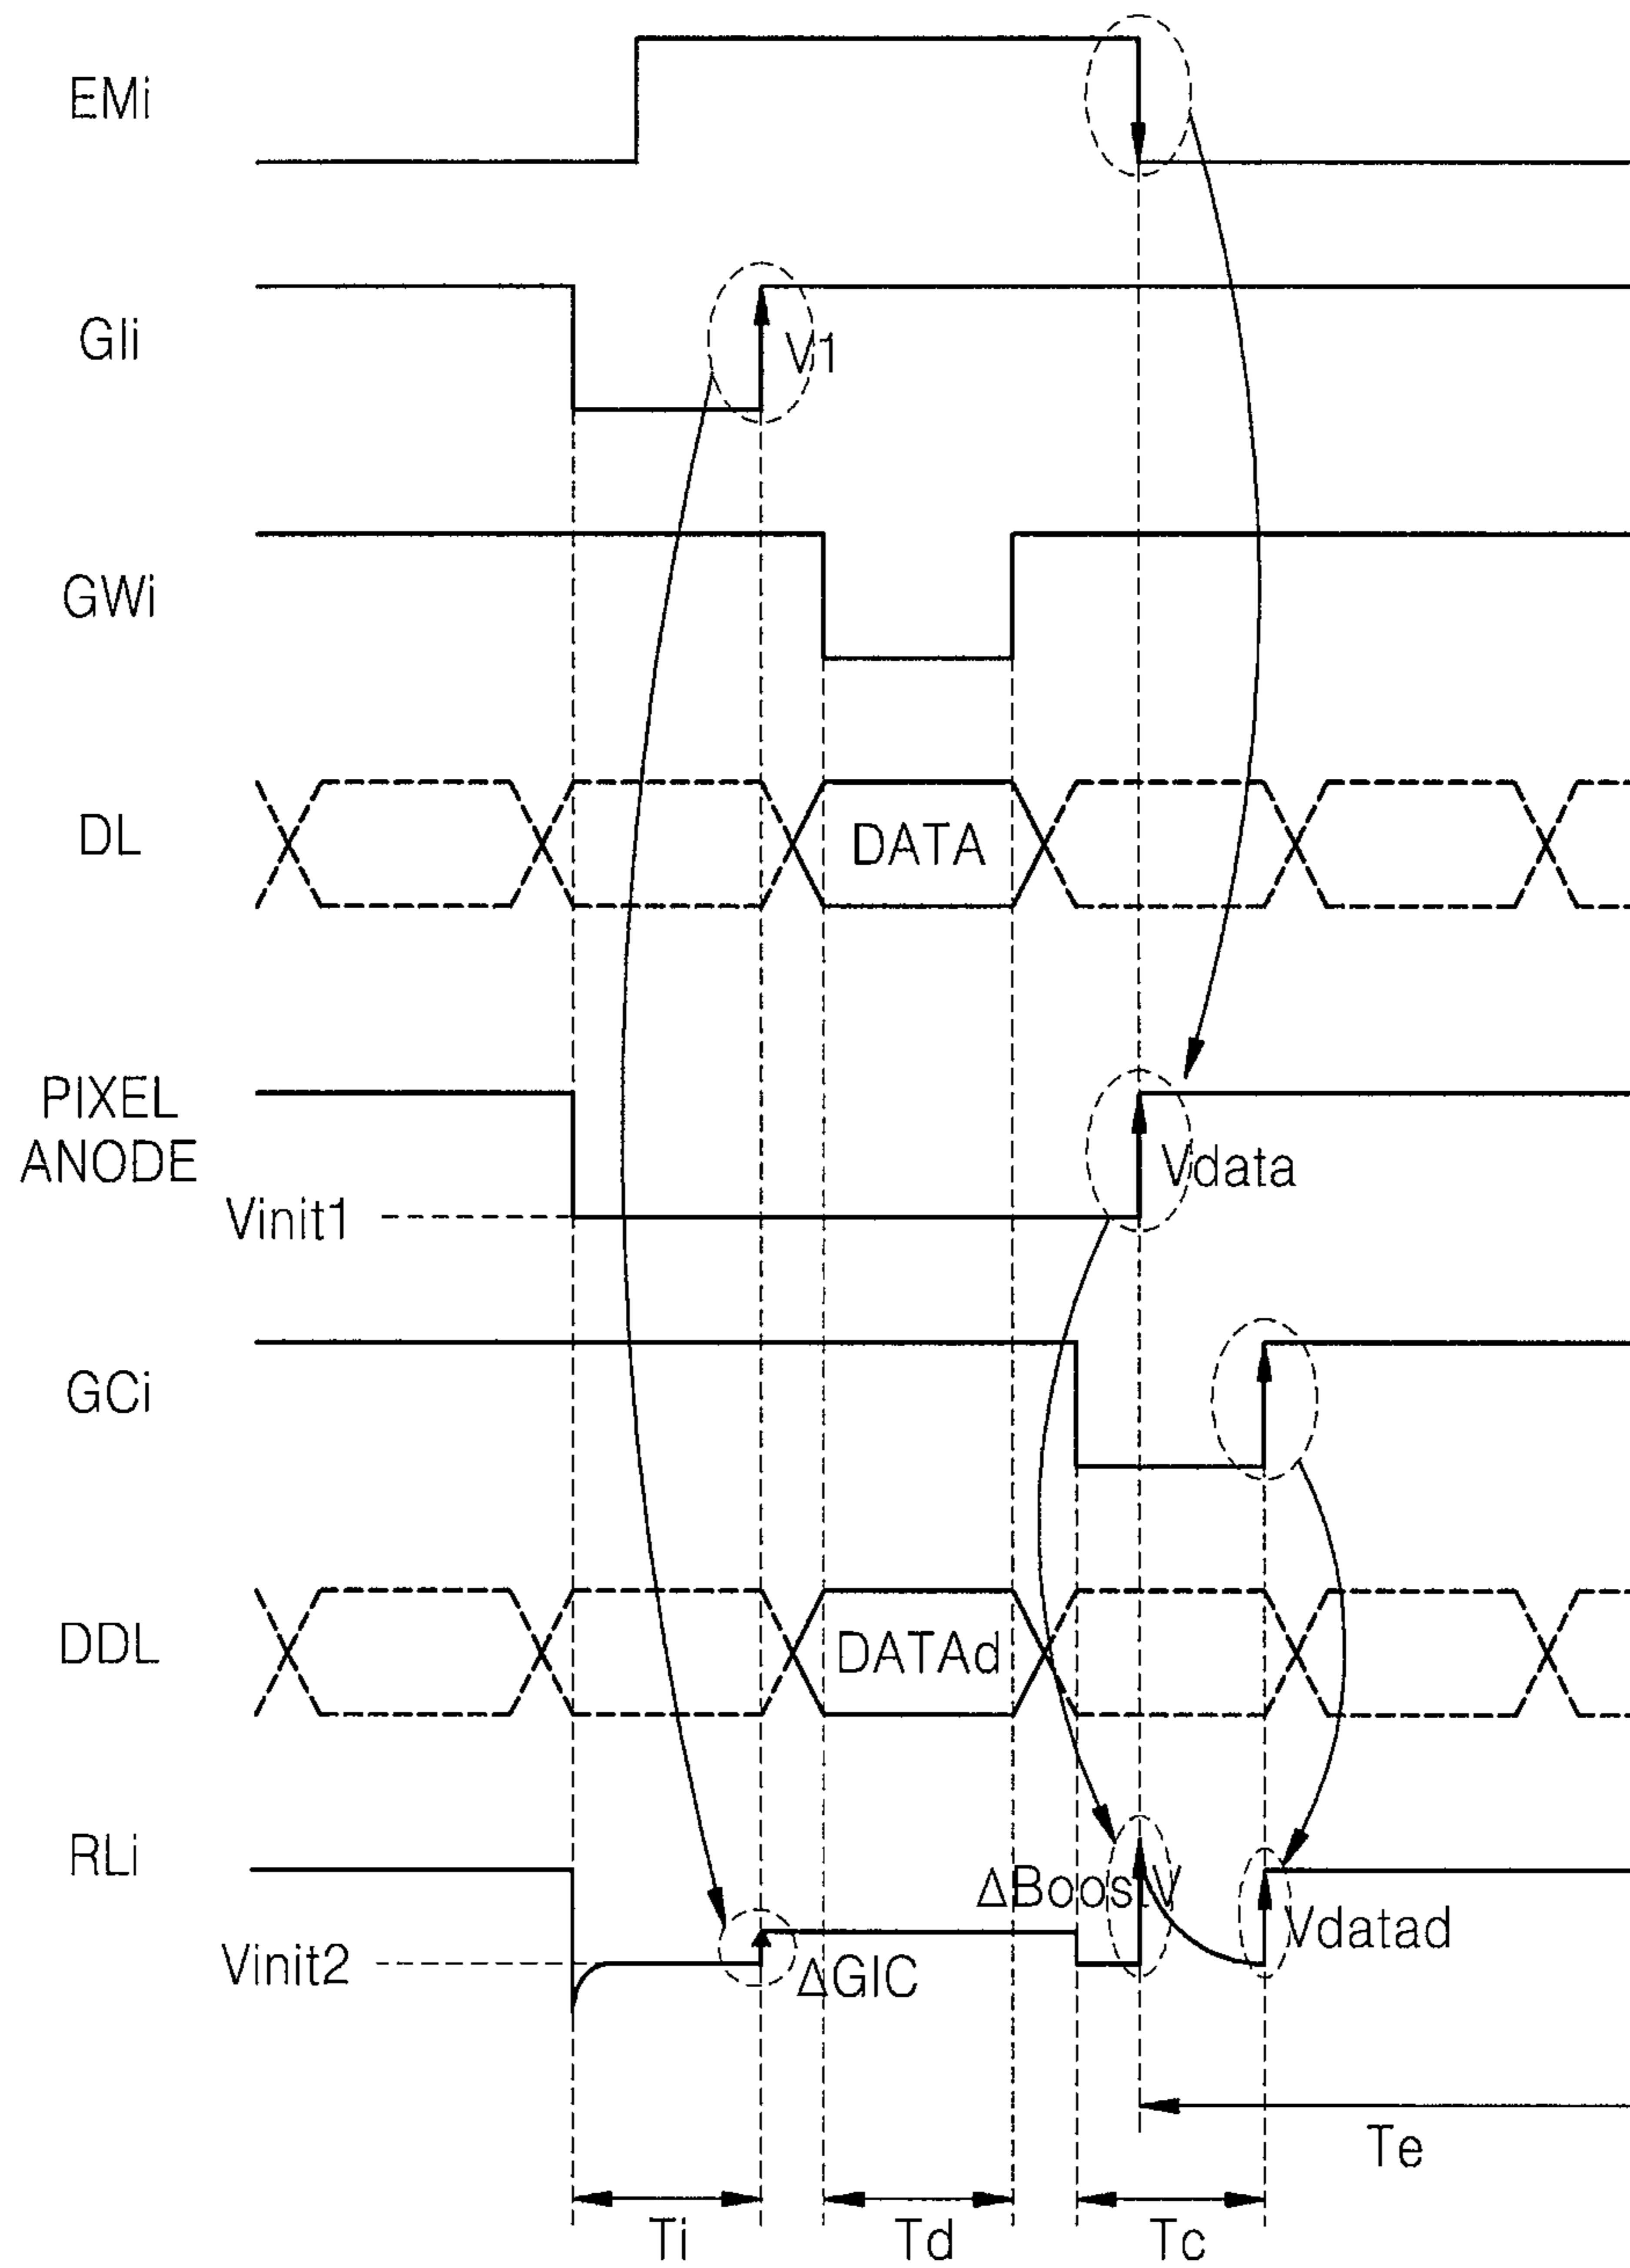 EMi
GIi
V1
GWi
DL
DATA
PIXEL
ANODE
Vdata
Vinit1
GCi
DDL
DATAd
RLi
ΔBoost V
Vdatad
Vinit2
ΔGIC
Te
Ti
Td
Tc